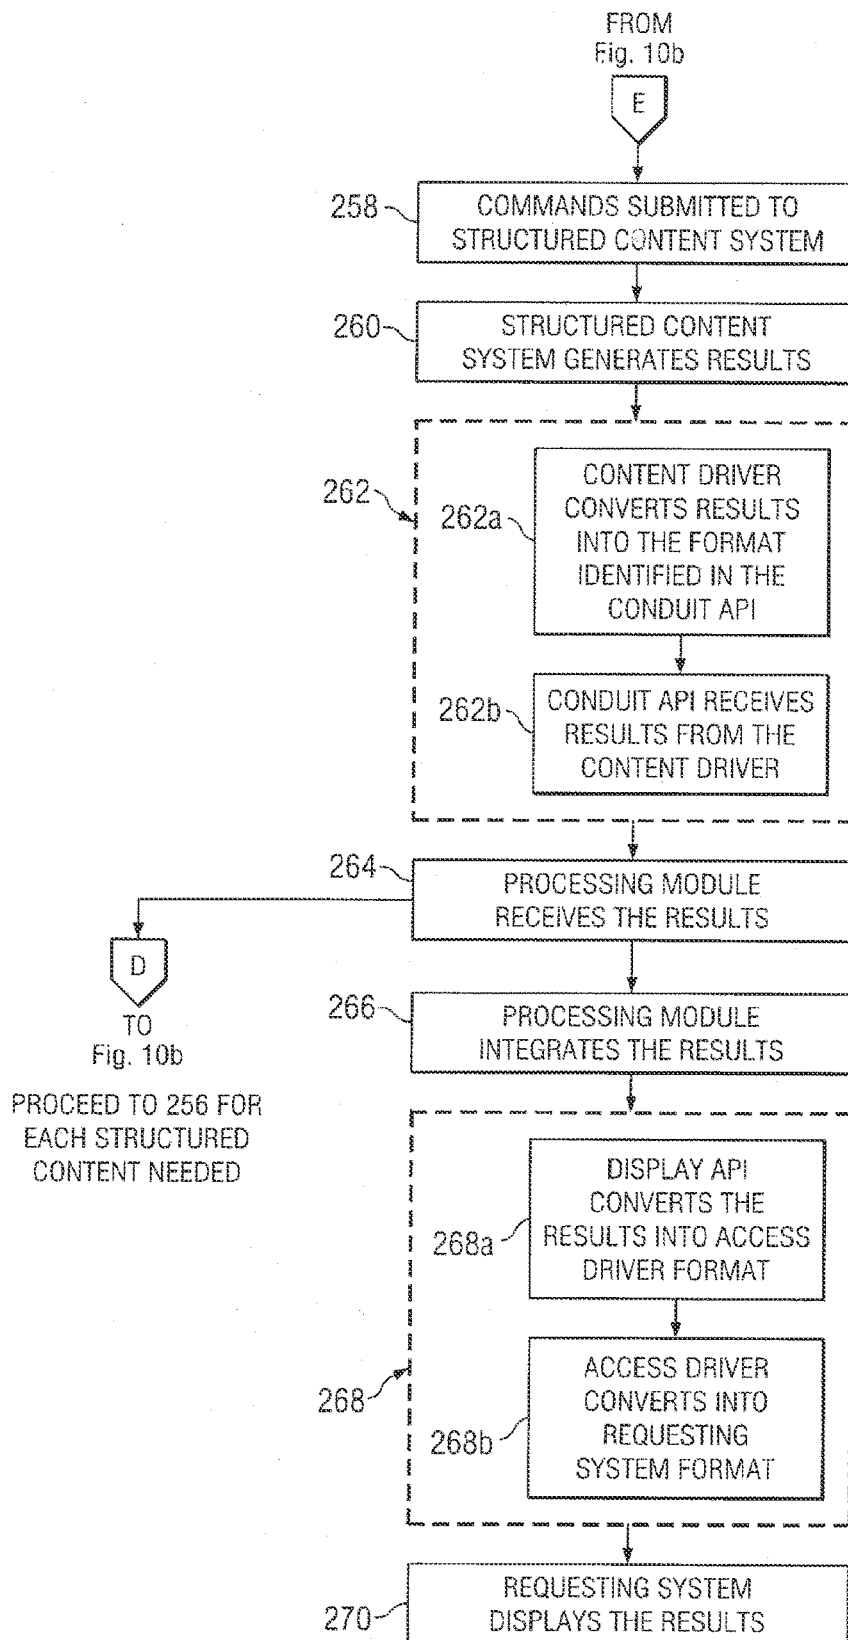 FROM
Fig. 10b
E
258
COMMANDS SUBMITTED TO
STRUCTURED CONTENT SYSTEM
260
STRUCTURED CONTENT
SYSTEM GENERATES RESULTS
262
262a
CONTENT DRIVER
CONVERTS RESULTS
INTO THE FORMAT
IDENTIFIED IN THE
CONDUIT API
262b
CONDUIT API RECEIVES
RESULTS FROM THE
CONTENT DRIVER
264
PROCESSING MODULE
RECEIVES THE RESULTS
D
TO
Fig. 10b
PROCEED TO 256 FOR
EACH STRUCTURED
CONTENT NEEDED
266
PROCESSING MODULE
INTEGRATES THE RESULTS
268
268a
DISPLAY API
CONVERTS THE
RESULTS INTO ACCESS
DRIVER FORMAT
268b
ACCESS DRIVER
CONVERTS INTO
REQUESTING
SYSTEM FORMAT
270
REQUESTING SYSTEM
DISPLAYS THE RESULTS